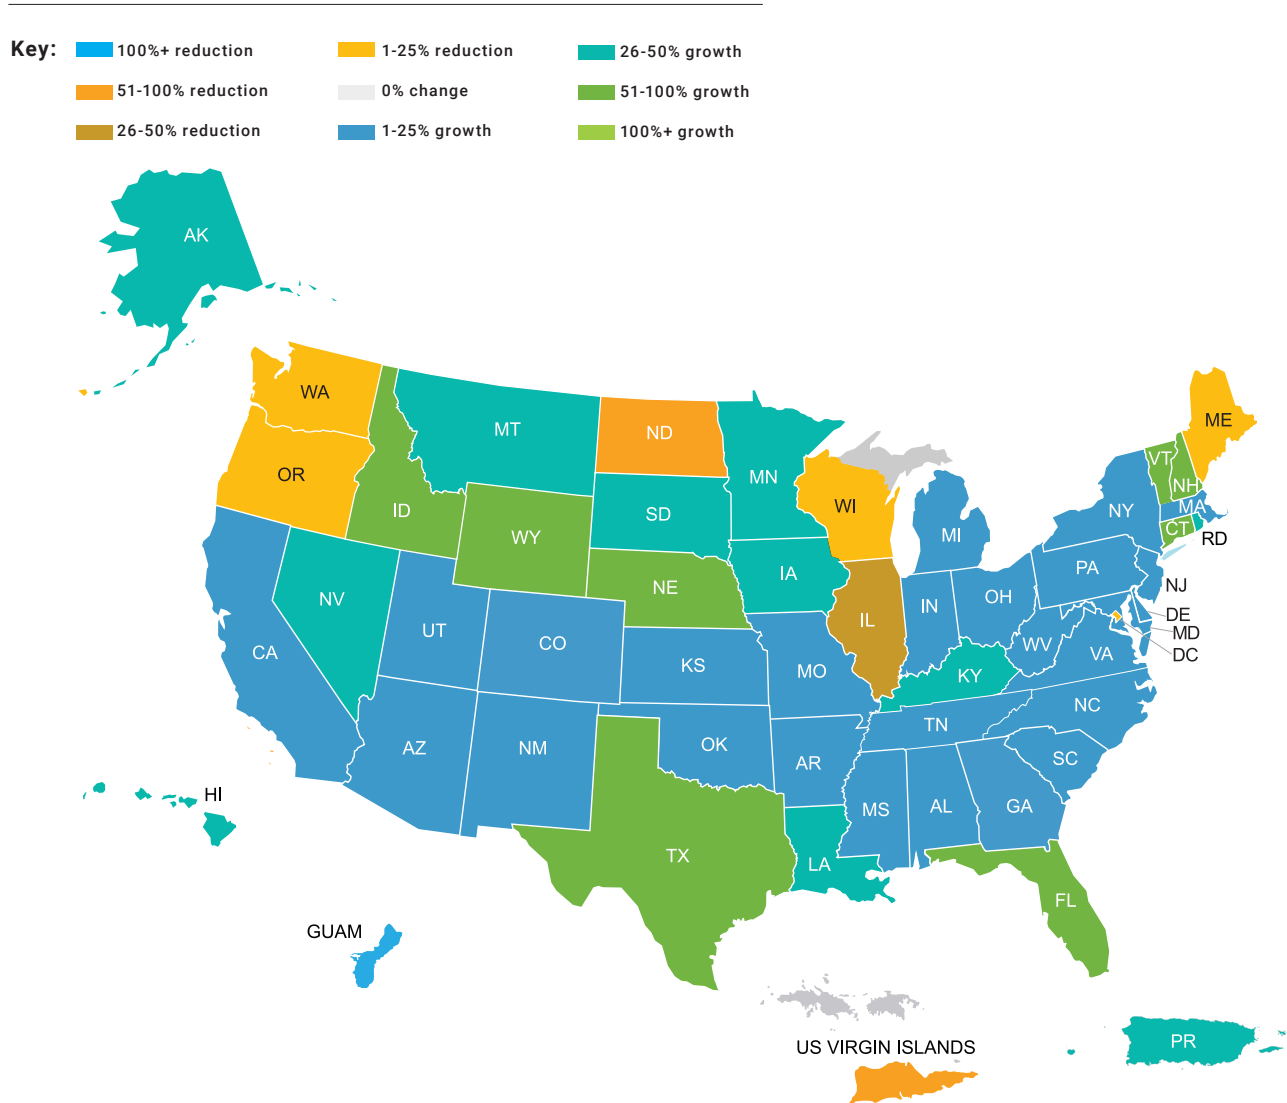 Key:
100%+ reduction
1-25% reduction
26-50% growth
51-100% reduction
0% change
51-100% growth
26-50% reduction
1-25% growth
100%+ growth
AK
WA
MT
ND
ME
OR
ID
MN
WI
VT
NH
NY
MA
SD
CT
WY
MI
RD
NE
IA
PA
NV
IN
OH
NJ
DE
UT
IL
MD
CO
WV
VA
DC
CA
KS
MO
KY
NC
AZ
NM
OK
TN
AR
SC
HI
MS
AL
GA
TX
LA
FL
GUAM
US VIRGIN ISLANDS
PR